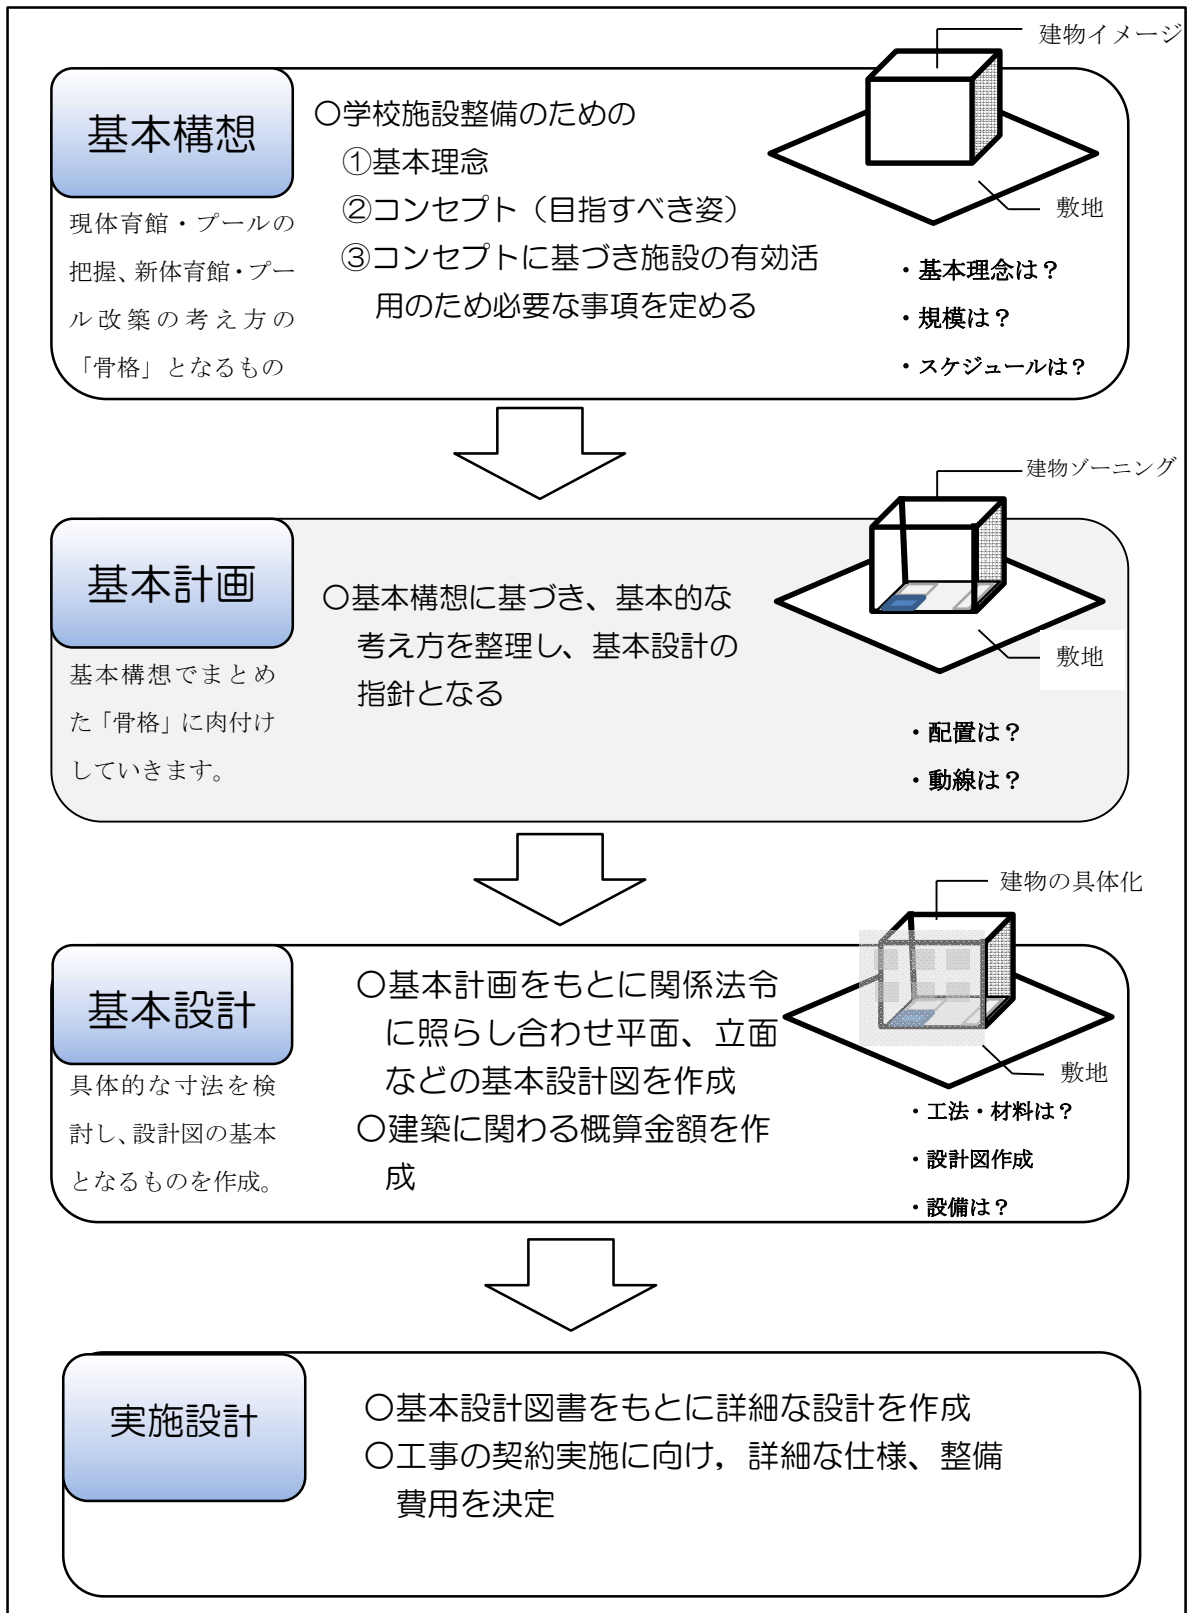 建物イメージ
基本構想
○学校施設整備のための
①基本理念
②コンセプト（目指すべき姿）
③コンセプトに基づき施設の有効活
用のため必要な事項を定める
現体育館・プールの
把握、新体育館・プー
ル改築の考え方の
「骨格」となるもの
敷地
・基本理念は？
・規模は？
・スケジュールは？
建物ゾーニング
基本計画
○基本構想に基づき、基本的な
考え方を整理し、基本設計の
指針となる
基本構想でまとめ
た「骨格」に肉付け
していきます。
敷地
・配置は？
・動線は？
建物の具体化
基本設計
○基本計画をもとに関係法令
に照らし合わせ平面、立面
などの基本設計図を作成
○建築に関わる概算金額を作
成
具体的な寸法を検
討し、設計図の基本
となるものを作成。
敷地
・工法・材料は？
・設計図作成
・設備は？
実施設計
○基本設計図書をもとに詳細な設計を作成
○工事の契約実施に向け，詳細な仕様、整備
費用を決定